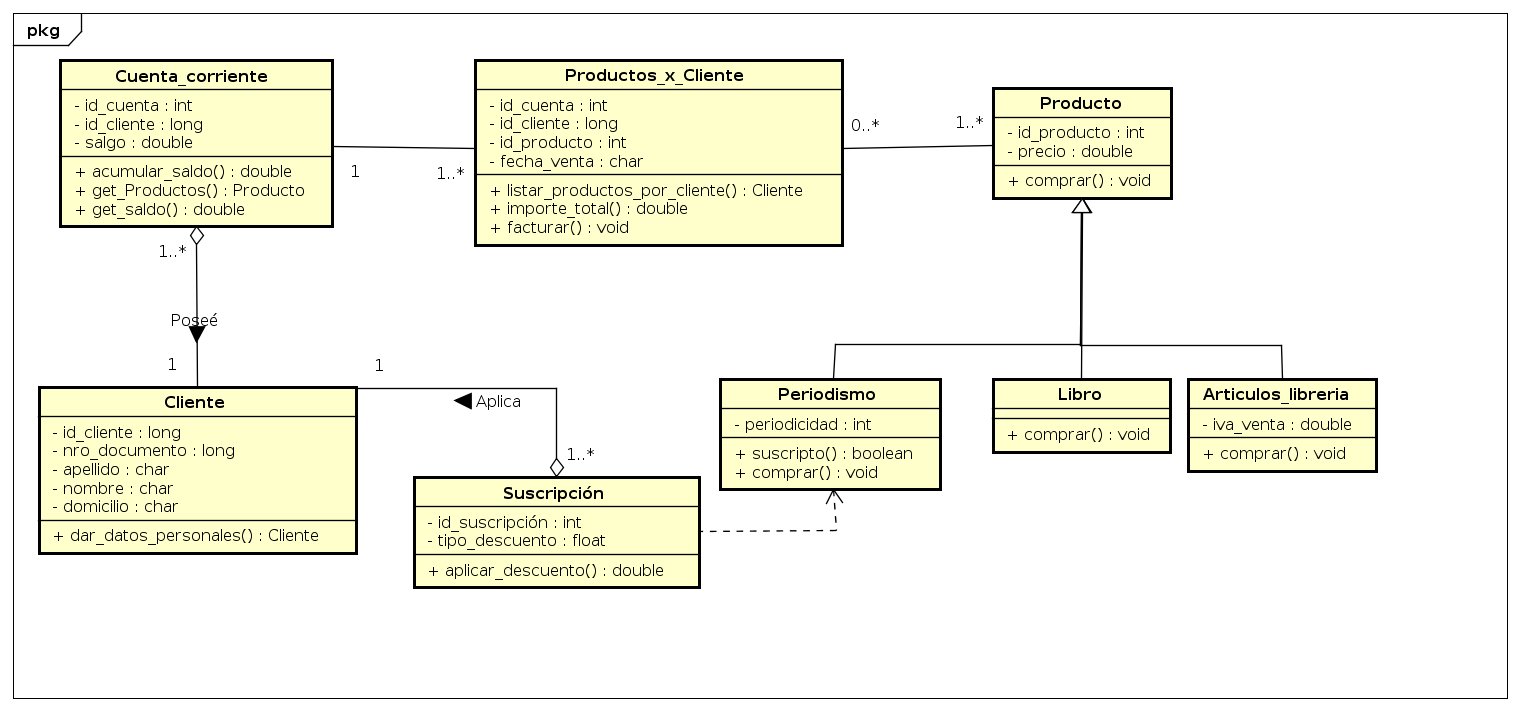 pkg
Cuenta_corriente
- id_cuenta : int
- id_cliente : long
- salgo : double
+ acumular_saldo() : double
+ get_Productos() : Producto
+ get_saldo() : double
1
1..*
Productos_x_Cliente
- id_cuenta : int
- id_cliente : long
- id_producto : int
- fecha_venta : char
+ listar_productos_por_cliente() : Cliente
+ importe_total() : double
+ facturar() : void
0..*
1..*
Producto
- id_producto : int
- precio : double
+ comprar() : void
1..*
Poseé
1
Cliente
- id_cliente : long
- nro_documento : long
- apellido : char
- nombre : char
- domicilio : char
+ dar_datos_personales() : Cliente
1
Aplica
1..*
Suscripción
- id_suscripción : int
- tipo_descuento : float
+ aplicar_descuento() : double
Periodismo
- periodicidad : int
+ suscripto() : boolean
+ comprar() : void
Libro
+ comprar() : void
Articulos_libreria
- iva_venta : double
+ comprar() : void